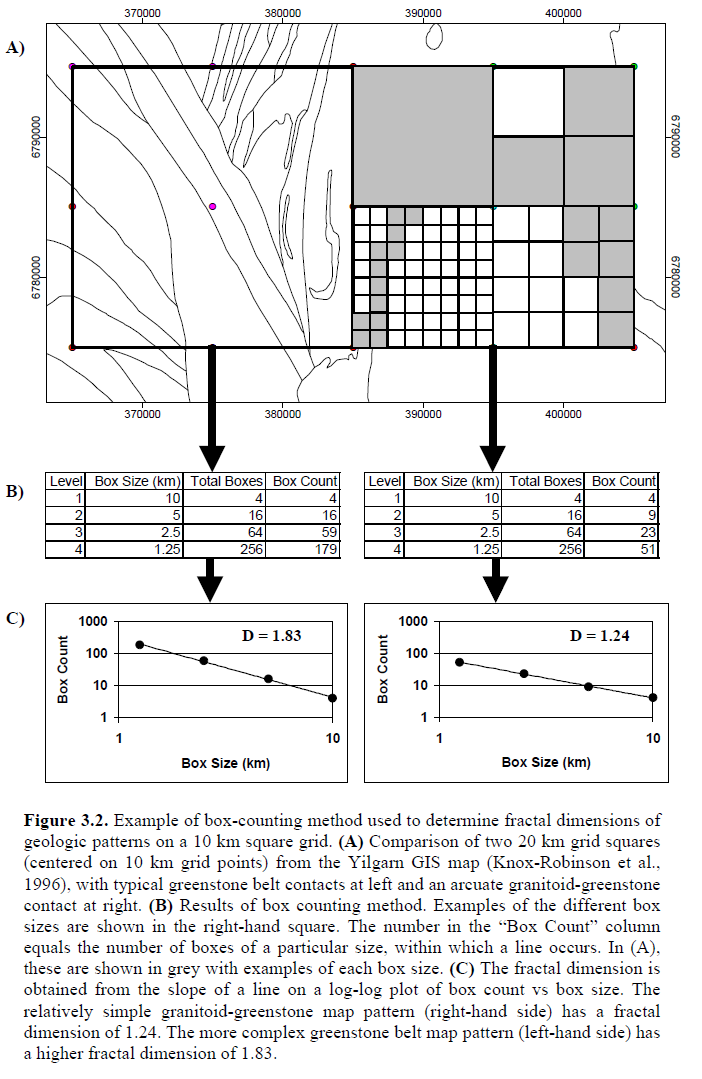 370000 380000 390000 400000
A)
6790000 6790000
6780000 6780000
370000 380000 390000 400000
B)
Level Box Size (km) Total Boxes Box Count
1 10 4 4
2 5 16 16
3 2.5 64 59
4 1.25 256 179
Level Box Size (km) Total Boxes Box Count
1 10 4 4
2 5 16 9
3 2.5 64 23
4 1.25 256 51
C)
1000
100
10
1
Box Count
D = 1.83
1 10
Box Size (km)
1000
100
10
1
Box Count
D = 1.24
1 10
Box Size (km)
Figure 3.2. Example of box-counting method used to determine fractal dimensions of
geologic patterns on a 10 km square grid. (A) Comparison of two 20 km grid squares
(centered on 10 km grid points) from the Yilgarn GIS map (Knox-Robinson et al.,
1996), with typical greenstone belt contacts at left and an arcuate granitoid-greenstone
contact at right. (B) Results of box counting method. Examples of the different box
sizes are shown in the right-hand square. The number in the “Box Count” column
equals the number of boxes of a particular size, within which a line occurs. In (A),
these are shown in grey with examples of each box size. (C) The fractal dimension is
obtained from the slope of a line on a log-log plot of box count vs box size. The
relatively simple granitoid-greenstone map pattern (right-hand side) has a fractal
dimension of 1.24. The more complex greenstone belt map pattern (left-hand side) has
a higher fractal dimension of 1.83.